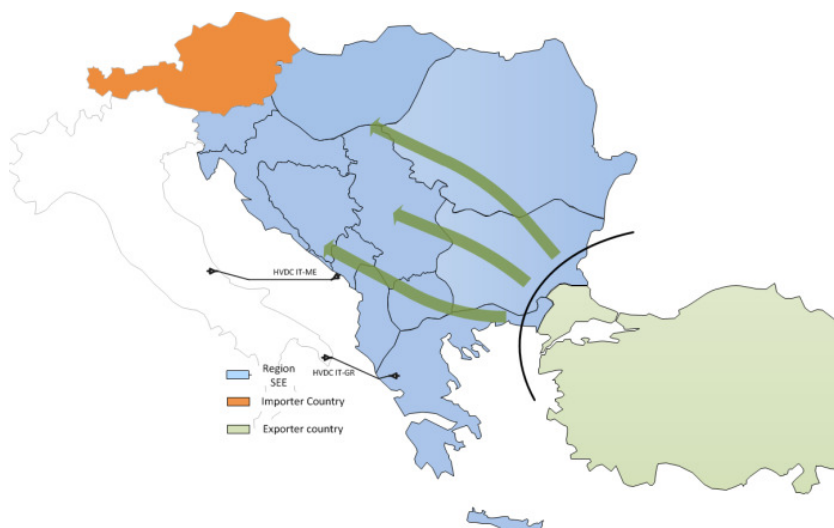 HVDC IT-ME
HVDC IT-GR
Region
SEE
Importer Country
Exporter country